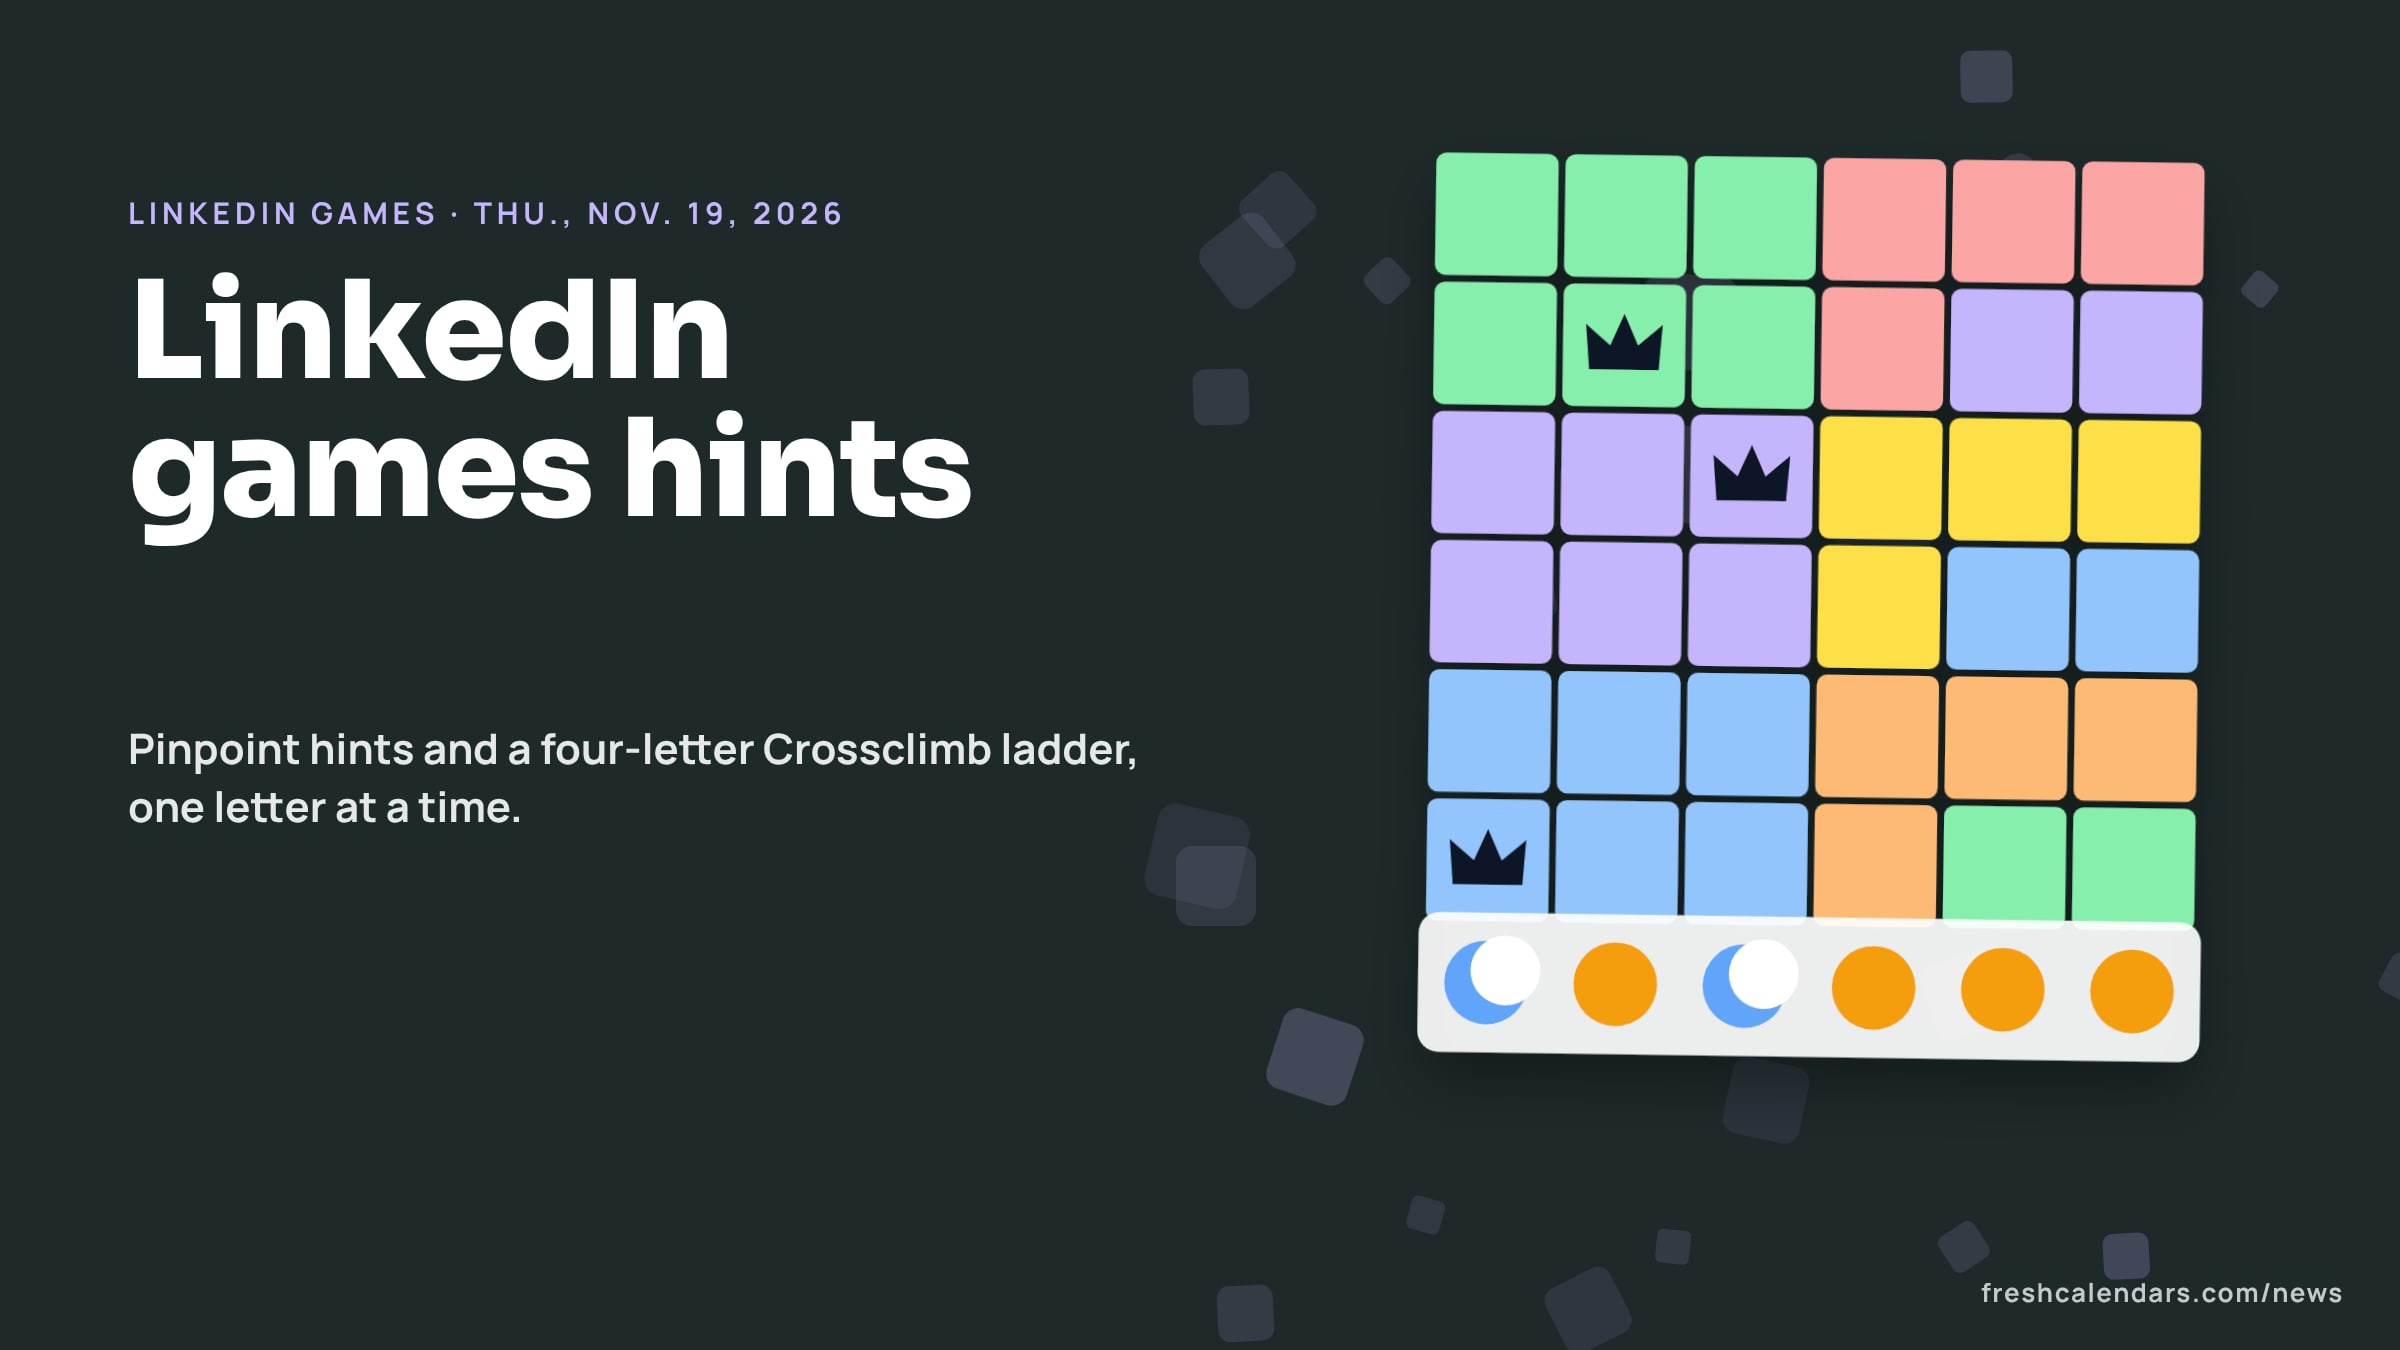 LINKEDIN GAMES · THU., NOV. 19, 2026
LinkedIn
games hints
Pinpoint hints and a four-letter Crossclimb ladder,
one letter at a time.
freshcalendars.com/news